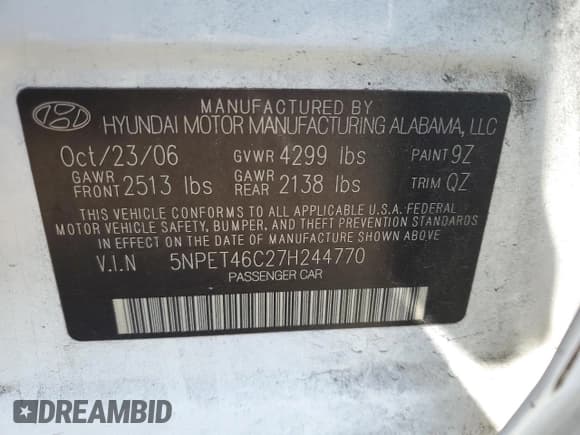 MANUFACTURED BY
HYUNDAI MOTOR MANUFACTURING ALABAMA, LLC
Oct/23/06 GVWR 4299 lbs PAINT 9Z
GAWR FRONT 2513 lbs GAWR REAR 2138 lbs TRIM QZ
THIS VEHICLE CONFORMS TO ALL APPLICABLE U.S.A. FEDERAL
MOTOR VEHICLE SAFETY, BUMPER, AND THEFT PREVENTION STANDARDS
IN EFFECT ON THE DATE OF MANUFACTURE SHOWN ABOVE
V.I.N 5NPET46C27H244770
PASSENGER CAR
DREAMBID